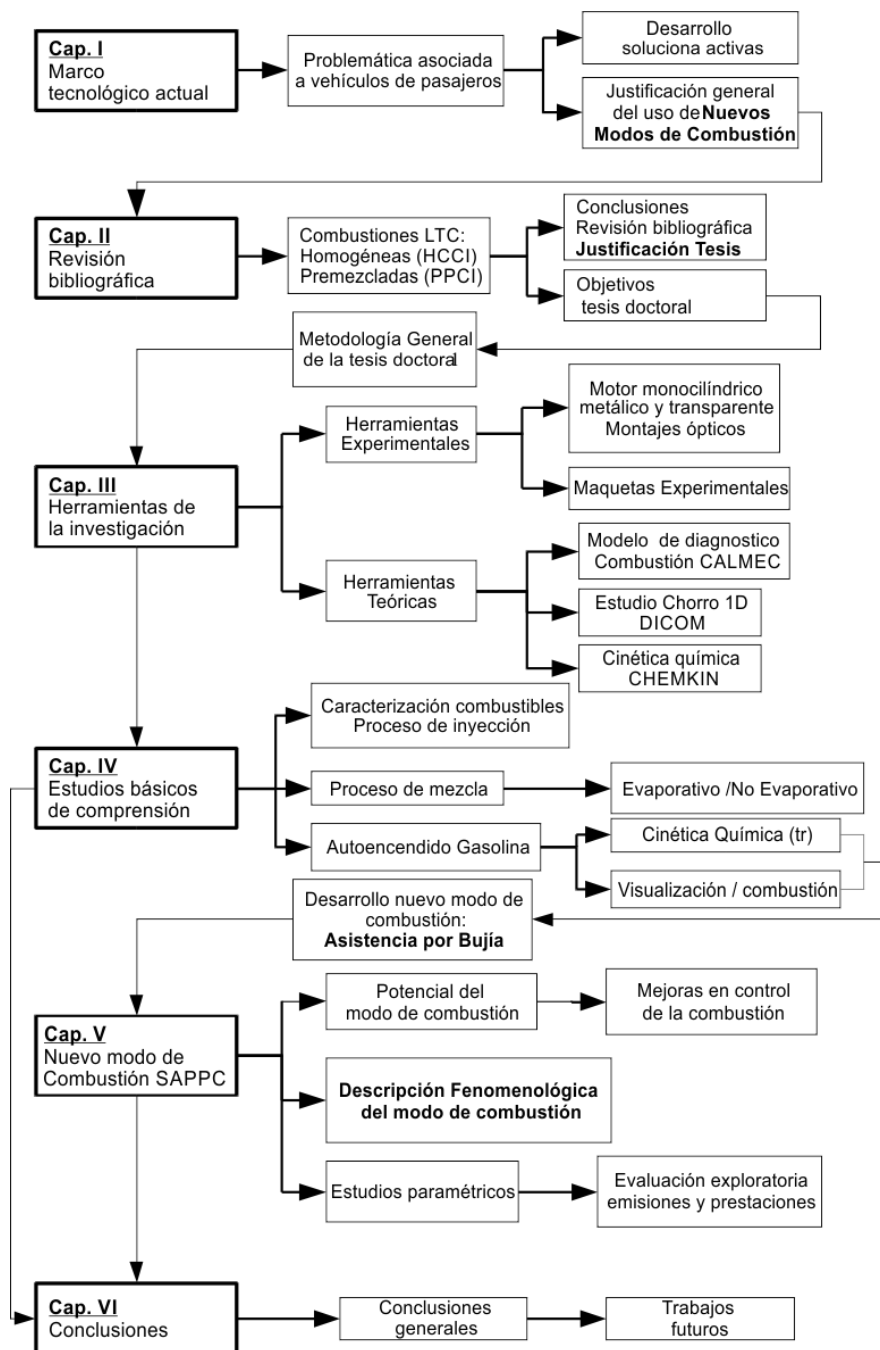 Cap. I
Marco
tecnológico actual
Problemática asociada
a vehículos de pasajeros
Desarrollo
soluciona activas
Justificación general
del uso de Nuevos
Modos de Combustión
Cap. II
Revisión
bibliográfica
Combustiones LTC:
Homogéneas (HCCI)
Premezcladas (PPCI)
Conclusiones
Revisión bibliográfica
Justificación Tesis
Objetivos
tesis doctoral
Metodología General
de la tesis doctoral
Cap. III
Herramientas de
la investigación
Herramientas
Experimentales
Motor monocilíndrico
metálico y transparente
Montajes ópticos
Maquetas Experimentales
Herramientas
Teóricas
Modelo de diagnostico
Combustión CALMEC
Estudio Chorro 1D
DICOM
Cinética química
CHEMKIN
Cap. IV
Estudios básicos
de comprensión
Caracterización combustibles
Proceso de inyección
Proceso de mezcla
Evaporativo /No Evaporativo
Autoencendido Gasolina
Cinética Química (tr)
Visualización / combustión
Desarrollo nuevo modo de
combustión:
Asistencia por Bujía
Cap. V
Nuevo modo de
Combustión SAPPC
Potencial del
modo de combustión
Mejoras en control
de la combustión
Descripción Fenomenológica
del modo de combustión
Estudios paramétricos
Evaluación exploratoria
emisiones y prestaciones
Cap. VI
Conclusiones
Conclusiones
generales
Trabajos
futuros